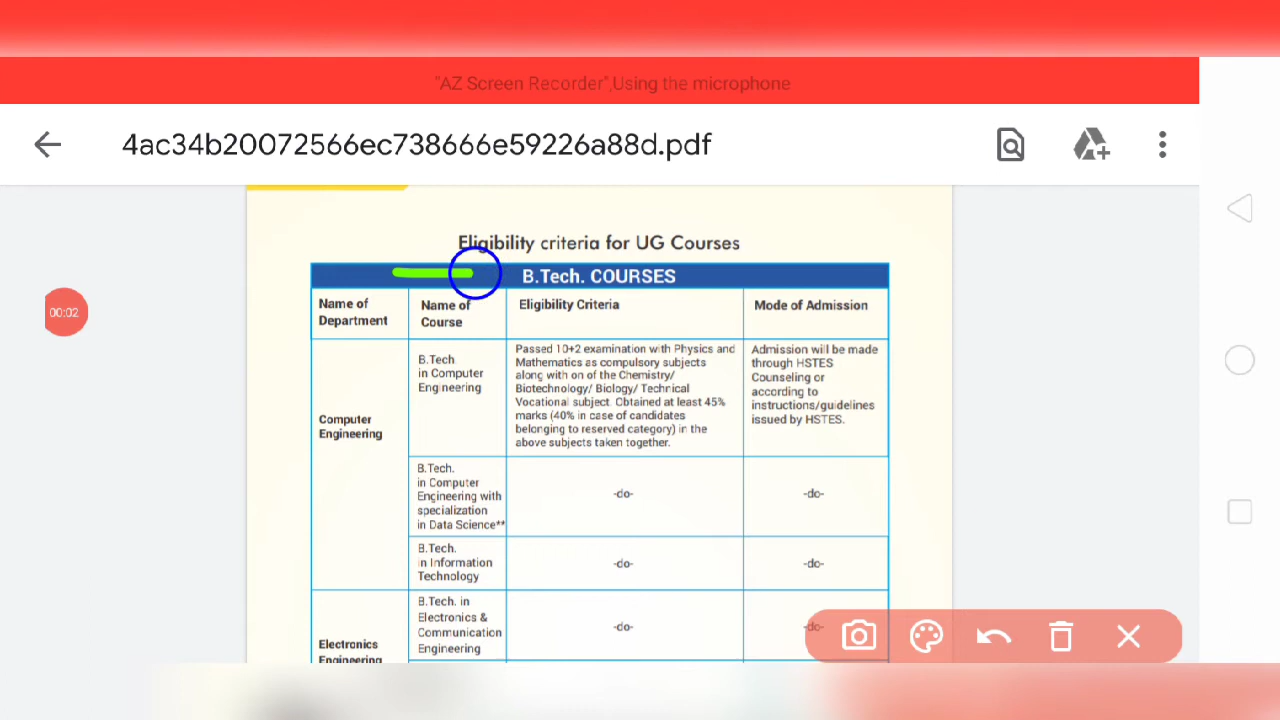 "AZ Screen Recorder",Using the microphone
4ac34b20072566ec738666e59226a88d.pdf
Eligibility criteria for UG Courses
B.Tech. COURSES
Name of
Department
Name of
Course
Eligibility Criteria
Mode of Admission
00:02
Computer
Engineering
B.Tech
in Computer
Engineering
Passed 10+2 examination with Physics and
Mathematics as compulsory subjects
along with on of the Chemistry/
Biotechnology/ Biology/ Technical
Vocational subject. Obtained at least 45%
marks (40% in case of candidates
belonging to reserved category) in the
above subjects taken together.
Admission will be made
through HSTES
Counseling or
according to
instructions/guidelines
issued by HSTES.
B.Tech.
in Computer
Engineering with
specialization
in Data Science**
-do-
-do-
B.Tech.
in Information
Technology
-do-
-do-
Electronics
Engineering
B.Tech. in
Electronics &
Communication
Engineering
-do-
-do-